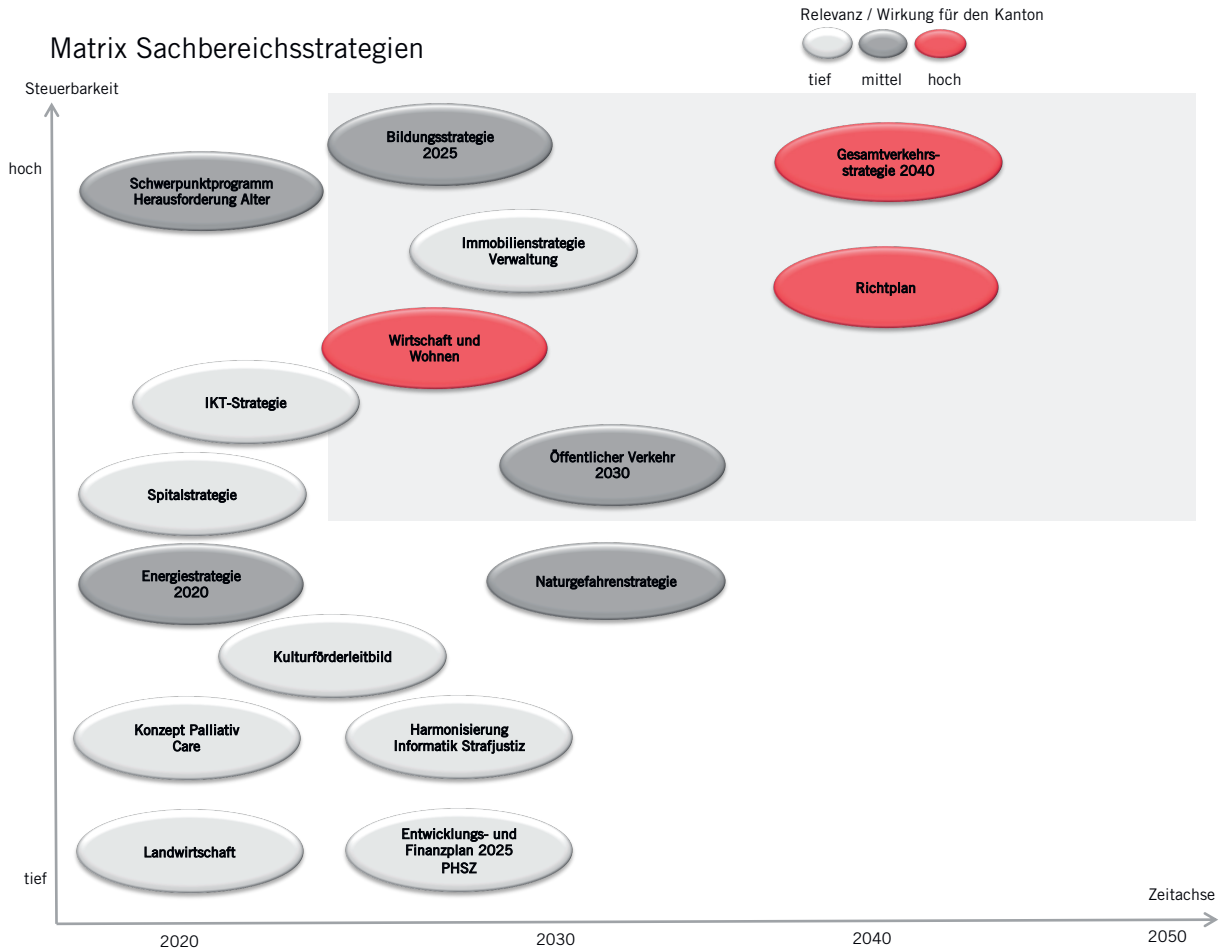 Relevanz / Wirkung für den Kanton
tief mittel hoch
Matrix Sachbereichsstrategien
Steuerbarkeit
hoch
Bildungsstrategie
2025
Gesamtverkehrs-
strategie 2040
Schwerpunktprogramm
Herausforderung Alter
Immobilienstrategie
Verwaltung
Richtplan
Wirtschaft und
Wohnen
IKT-Strategie
Öffentlicher Verkehr
2030
Spitalstrategie
Energiestrategie
2020
Naturgefahrenstrategie
Kulturförderleitbild
Konzept Palliativ
Care
Harmonisierung
Informatik Strafjustiz
Landwirtschaft
Entwicklungs- und
Finanzplan 2025
PHSZ
tief
Zeitachse
2020 2030 2040 2050